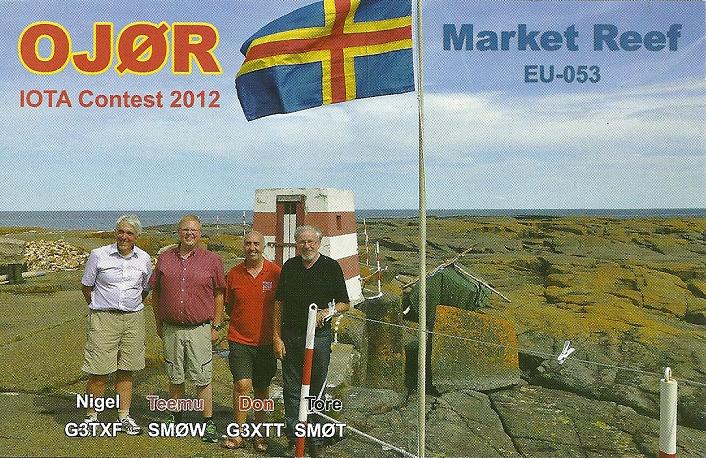 OJØR
Market Reef
EU-053
IOTA Contest 2012
Nigel Teemu Don Tore
G3TXF SMØW G3XTT SMØT